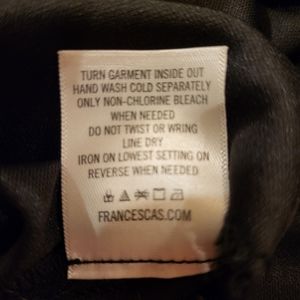 TURN GARMENT INSIDE OUT
HAND WASH COLD SEPARATELY
ONLY NON-CHLORINE BLEACH
WHEN NEEDED
DO NOT TWIST OR WRING
LINE DRY
IRON ON LOWEST SETTING ON
REVERSE WHEN NEEDED
FRANCESCAS.COM